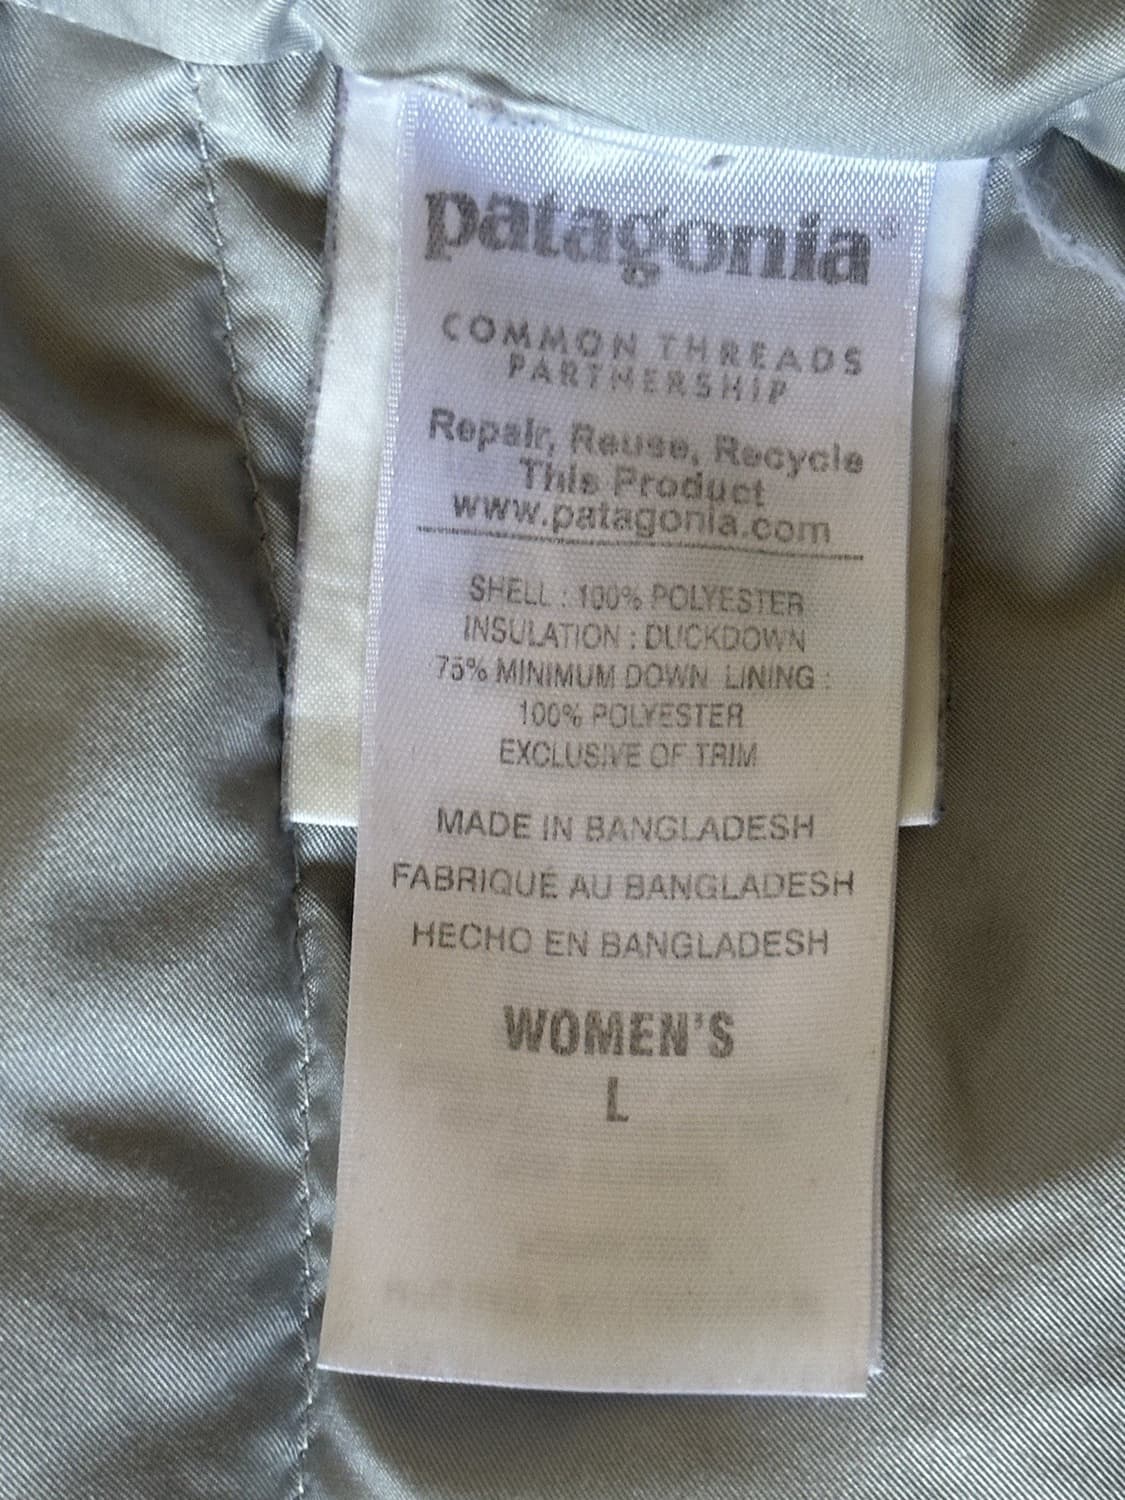 patagonia®
COMMON THREADS
PARTNERSHIP
Repair, Reuse, Recycle
This Product
www.patagonia.com
SHELL : 100% POLYESTER
INSULATION : DUCKDOWN
75% MINIMUM DOWN LINING :
100% POLYESTER
EXCLUSIVE OF TRIM
MADE IN BANGLADESH
FABRIQUÉ AU BANGLADESH
HECHO EN BANGLADESH
WOMEN'S
L